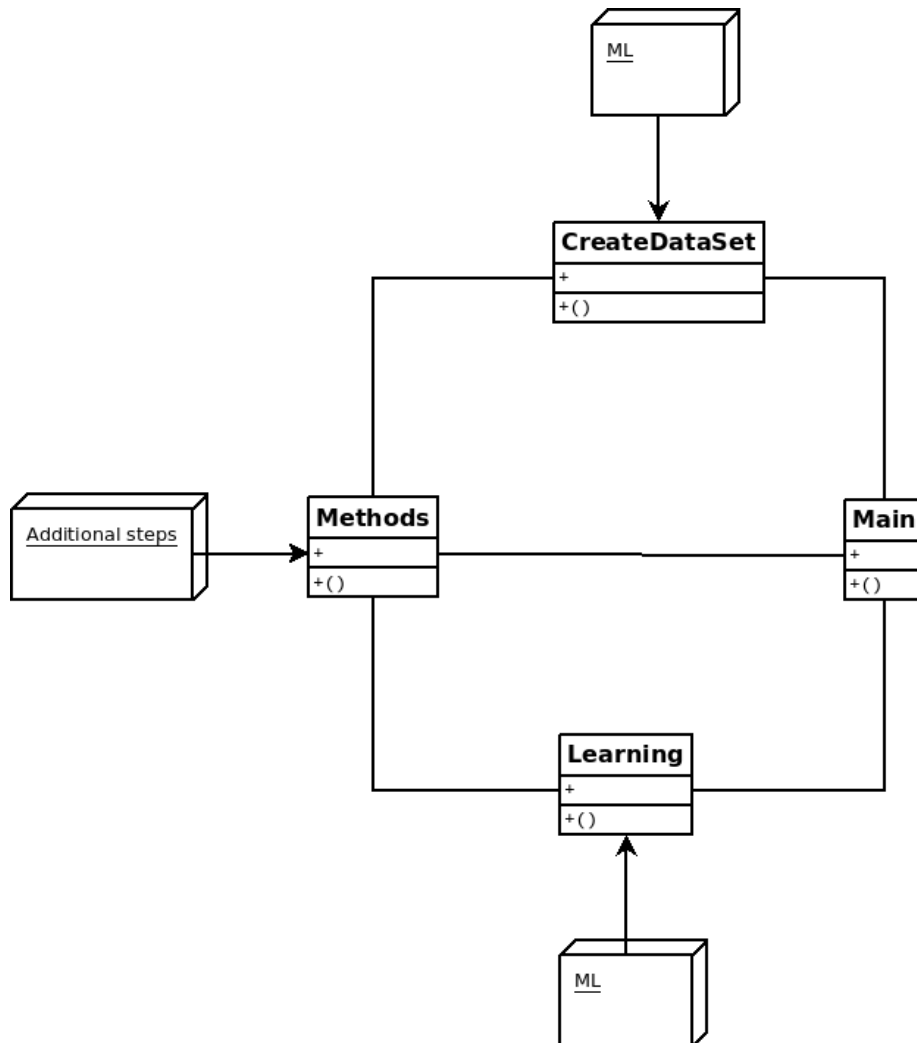 ML
CreateDataSet
+
+()
Additional steps
Methods
+
+()
Main
+
+()
Learning
+
+()
ML